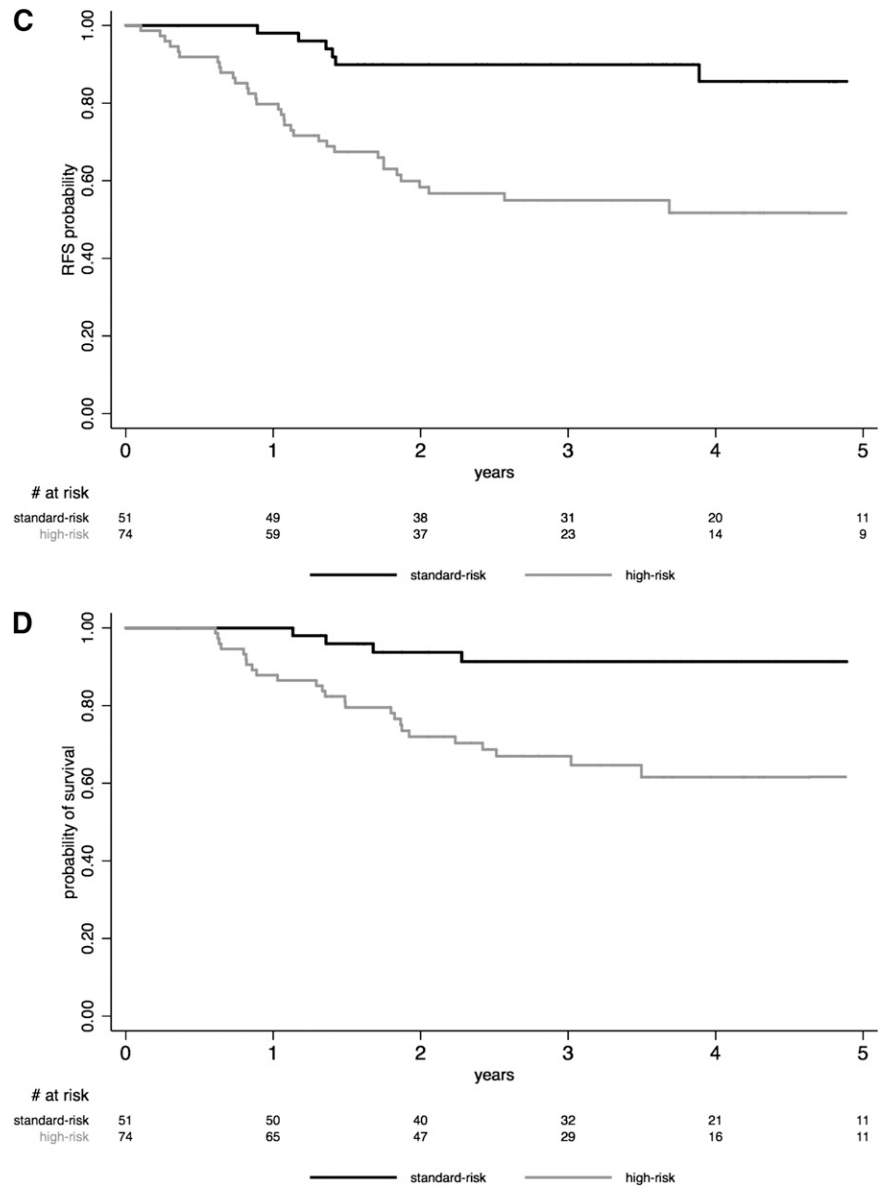 C
1.00
0.80
0.60
0.40
0.20
0.00
RFS probability
0 1 2 3 4 5
years
# at risk
standard-risk 51 49 38 31 20 11
high-risk 74 59 37 23 14 9
standard-risk high-risk
D
1.00
0.80
0.60
0.40
0.20
0.00
probability of survival
0 1 2 3 4 5
years
# at risk
standard-risk 51 50 40 32 21 11
high-risk 74 65 47 29 16 11
standard-risk high-risk